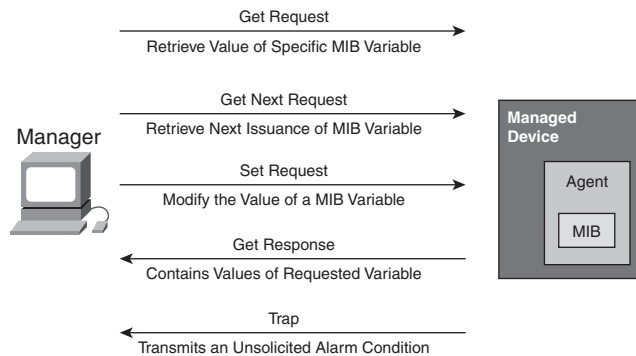 Get Request
Retrieve Value of Specific MIB Variable
Get Next Request
Retrieve Next Issuance of MIB Variable
Manager
Set Request
Modify the Value of a MIB Variable
Get Response
Contains Values of Requested Variable
Trap
Transmits an Unsolicited Alarm Condition
Managed
Device
Agent
MIB